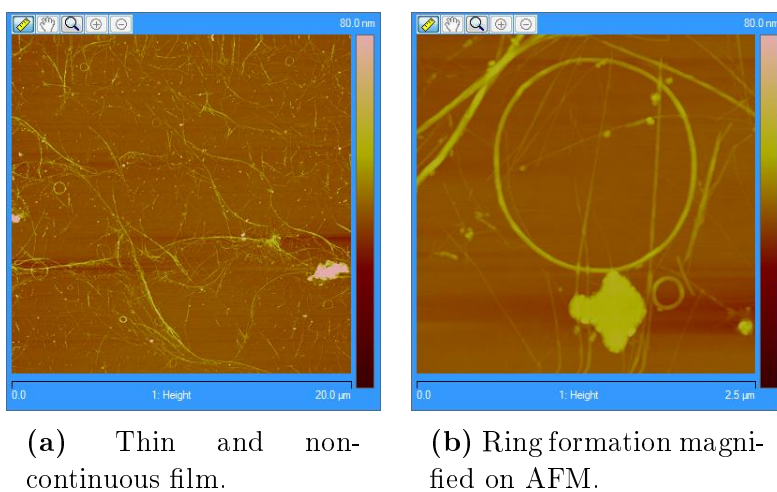 80.0 nm
80.0 nm
0.0 1: Height 20.0 µm
0.0 1: Height 2.5 µm
(a) Thin and non-
continuous film.
(b) Ring formation magni-
fied on AFM.